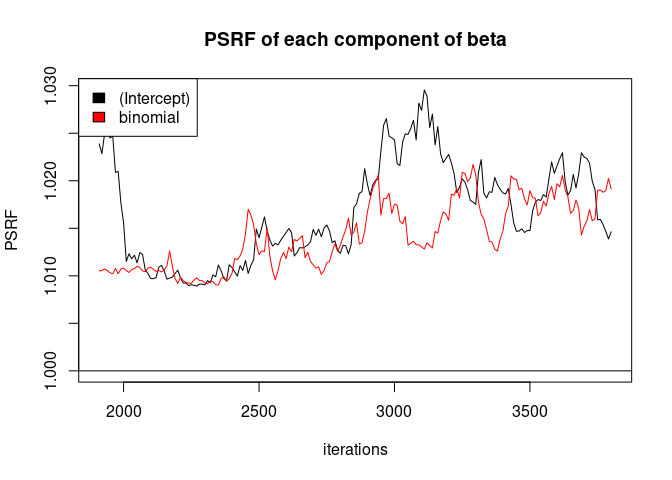 PSRF of each component of beta
(Intercept)
binomial
PSRF
1.030
1.020
1.010
1.000
2000 2500 3000 3500
iterations